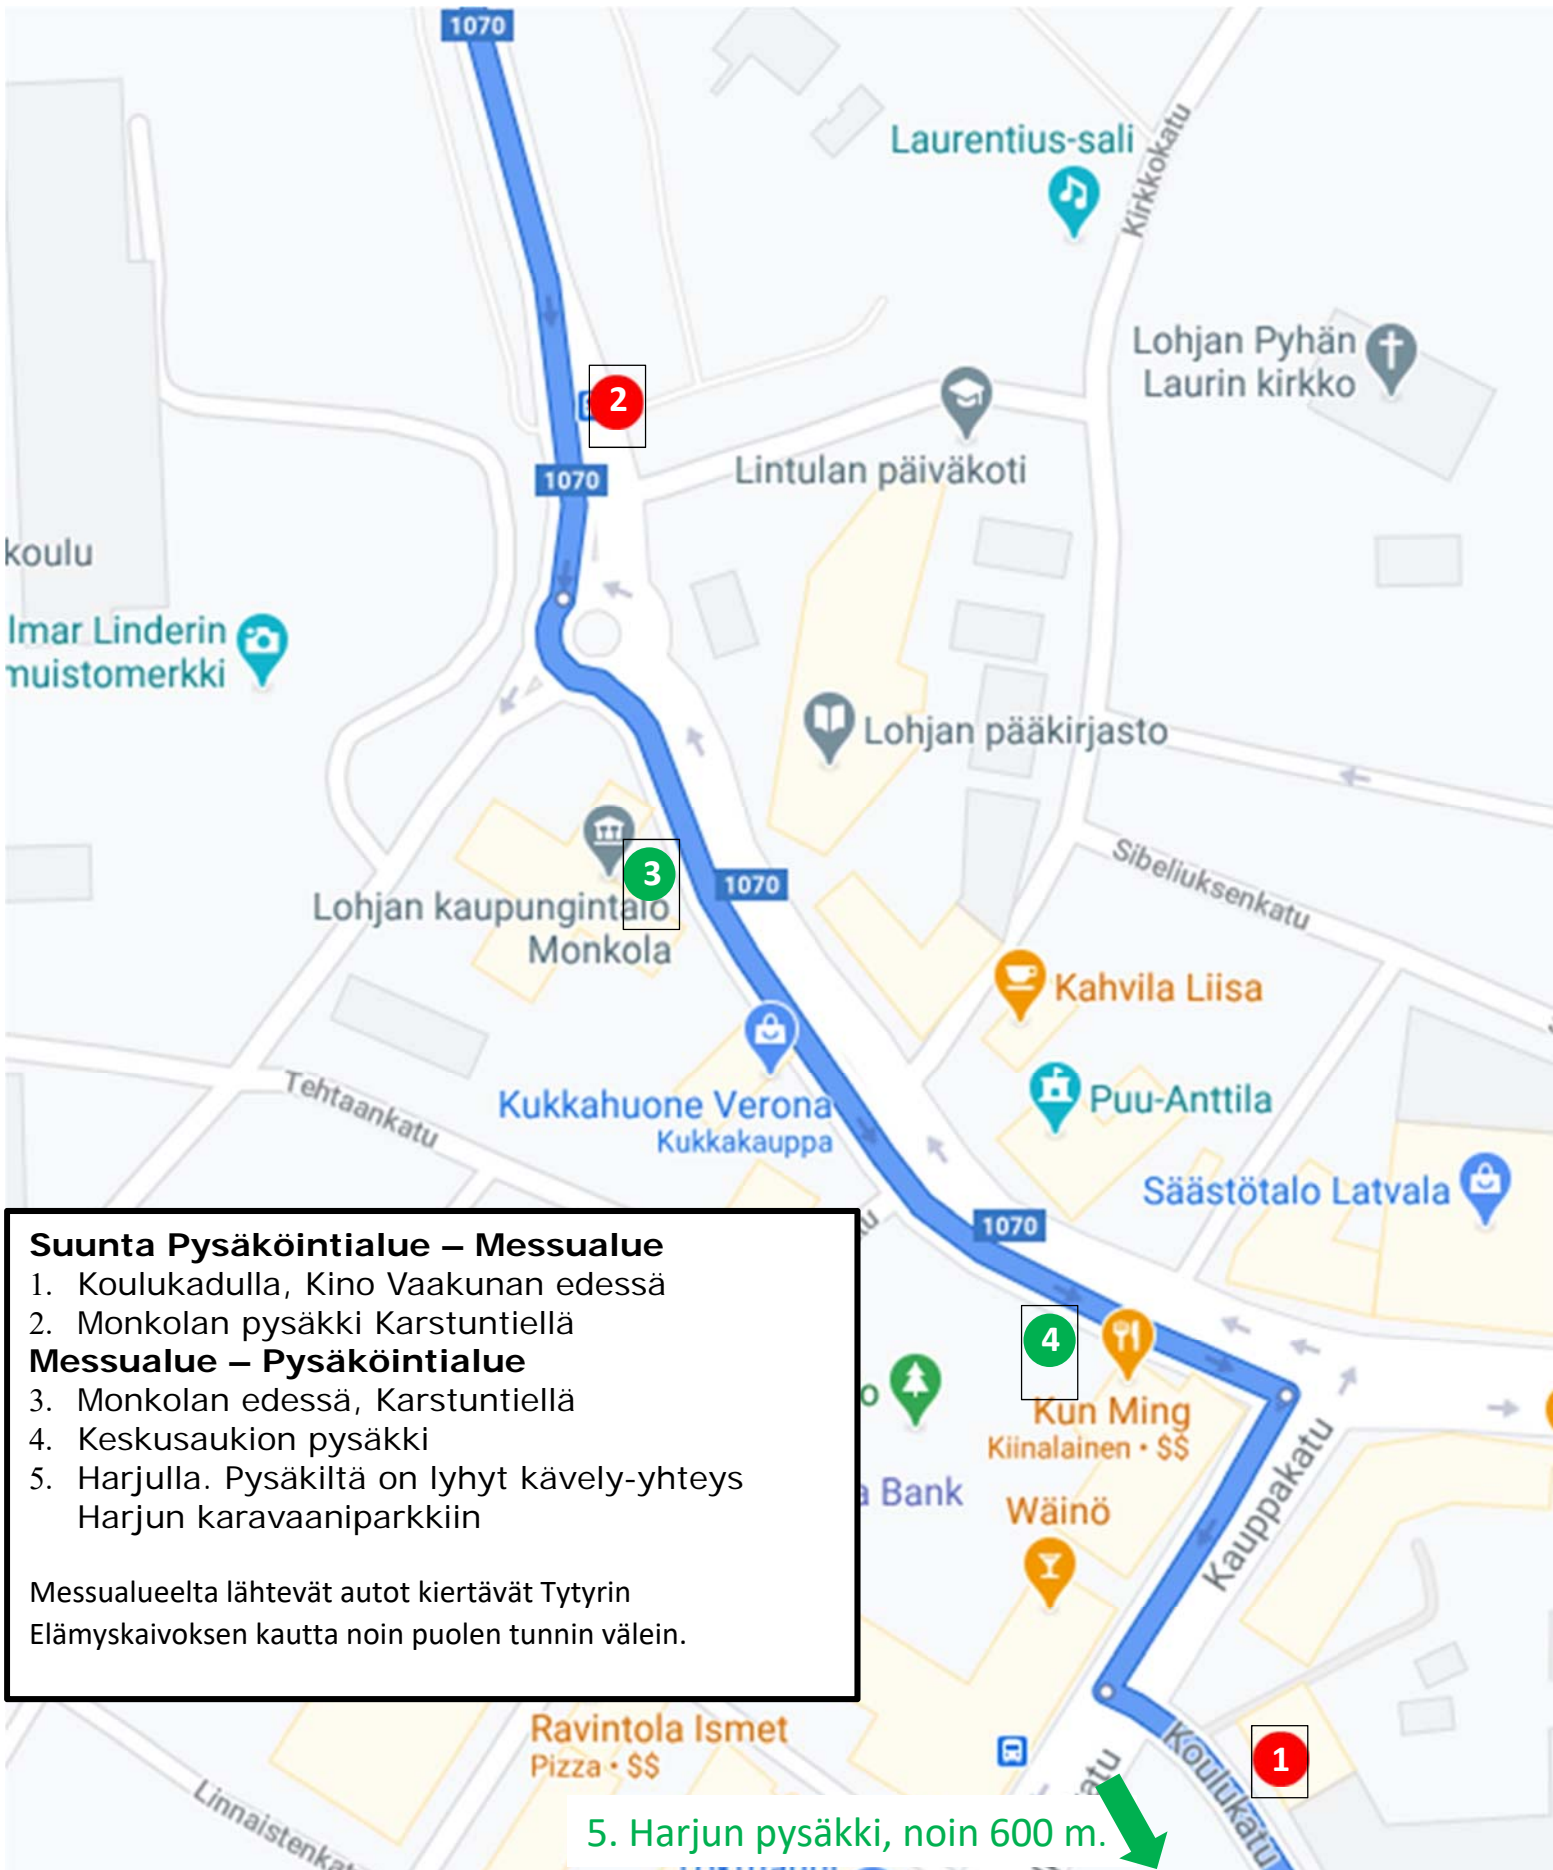 1070
Laurentius-sali
Kirkkokatu
Lohjan Pyhän
Laurin kirkko
2
1070
Lintulan päiväkoti
koulu
lmar Linderin
muistomerkki
Lohjan pääkirjasto
3
1070
Lohjan kaupungintalo
Monkola
Sibeliuksenkatu
Kahvila Liisa
Tehtaankatu
Kukkahuone Verona
Kukkakauppa
Puu-Anttila
Säästötalo Latvala
1070
Suunta Pysäköintialue – Messualue
1. Koulukadulla, Kino Vaakunan edessä
2. Monkolan pysäkki Karstuntiellä
Messualue – Pysäköintialue
3. Monkolan edessä, Karstuntiellä
4. Keskusaukion pysäkki
5. Harjulla. Pysäkiltä on lyhyt kävely-yhteys
Harjun karavaaniparkkiin
Messualueelta lähtevät autot kiertävät Tytyrin
Elämyskaivoksen kautta noin puolen tunnin välein.
4
o
Kun Ming
Kiinalainen • $$
a Bank
Wäinö
Kauppakatu
Ravintola Ismet
Pizza • $$
1
Koulukatu
atu
Linnaistenkatu
5. Harjun pysäkki, noin 600 m.